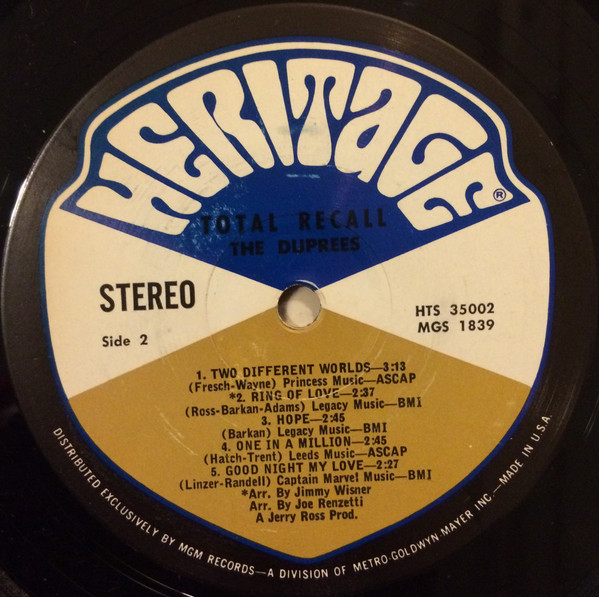 HERITAGE®
TOTAL RECALL
THE DUPREES
STEREO
Side 2
HTS 35002
MGS 1839
1. TWO DIFFERENT WORLDS—3:13
(Fresch-Wayne) Princess Music—ASCAP
*2. RING OF LOVE—2:37
(Ross-Barkan-Adams) Legacy Music—BMI
3. HOPE—2:45
(Barkan) Legacy Music—BMI
4. ONE IN A MILLION—2:45
(Hatch-Trent) Leeds Music—ASCAP
5. GOOD NIGHT MY LOVE—2:27
(Linzer-Randell) Captain Marvel Music—BMI
*Arr. By Jimmy Wisner
Arr. By Joe Renzetti
A Jerry Ross Prod.
DISTRIBUTED EXCLUSIVELY BY MGM RECORDS—A DIVISION OF METRO-GOLDWYN-MAYER INC.—MADE IN U.S.A.